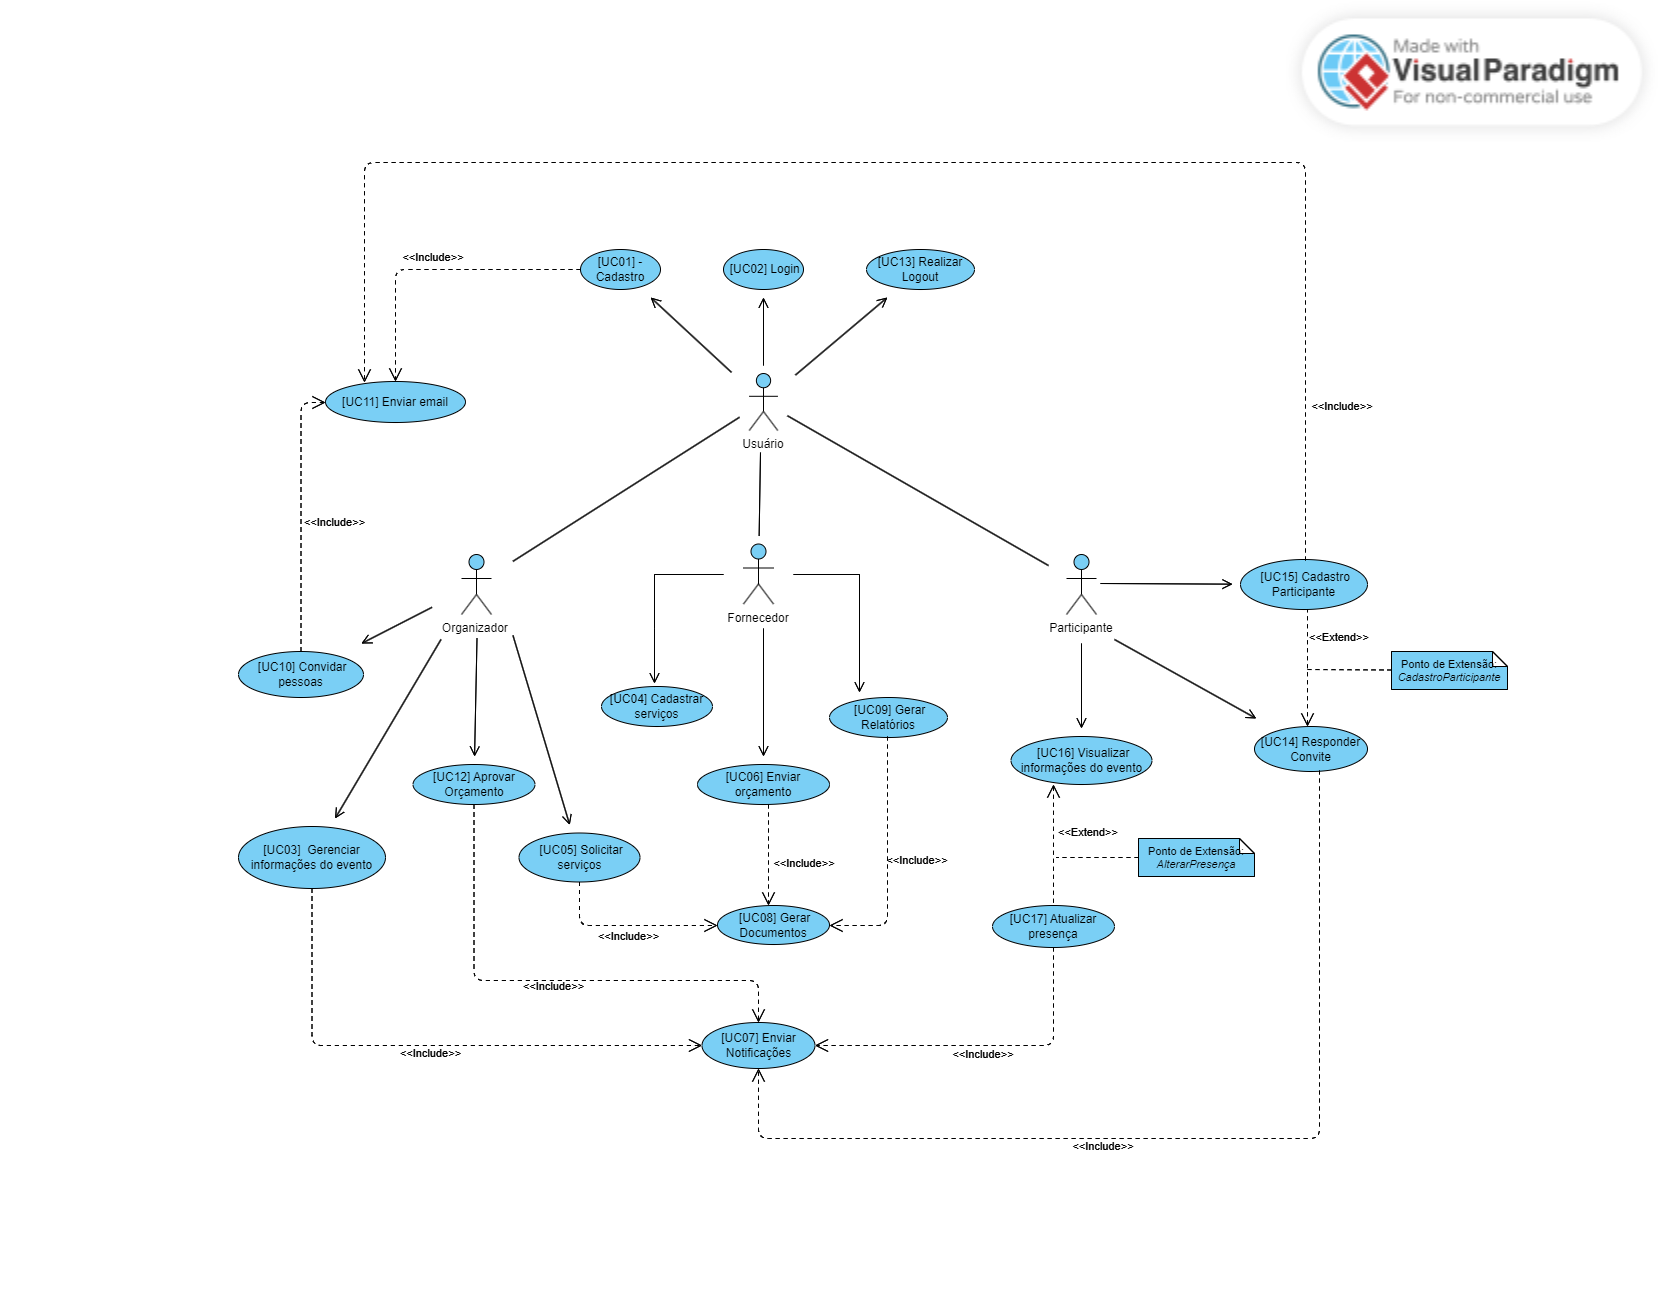 Made with
VisualParadigm
For non-commercial use
<<Include>>
[UC01] -
Cadastro
[UC02] Login
[UC13] Realizar
Logout
[UC11] Enviar email
<<Include>>
Usuário
<<Include>>
Organizador
Fornecedor
Participante
[UC15] Cadastro
Participante
<<Extend>>
Ponto de Extensão:
CadastroParticipante
[UC10] Convidar
pessoas
[UC04] Cadastrar
serviços
[UC09] Gerar
Relatórios
[UC16] Visualizar
informações do evento
[UC14] Responder
Convite
[UC12] Aprovar
Orçamento
[UC06] Enviar
orçamento
<<Extend>>
Ponto de Extensão:
AlterarPresença
[UC03]  Gerenciar
informações do evento
[UC05] Solicitar
serviços
<<Include>>
<<Include>>
[UC08] Gerar
Documentos
<<Include>>
[UC17] Atualizar
presença
<<Include>>
[UC07] Enviar
Notificações
<<Include>>
<<Include>>
<<Include>>